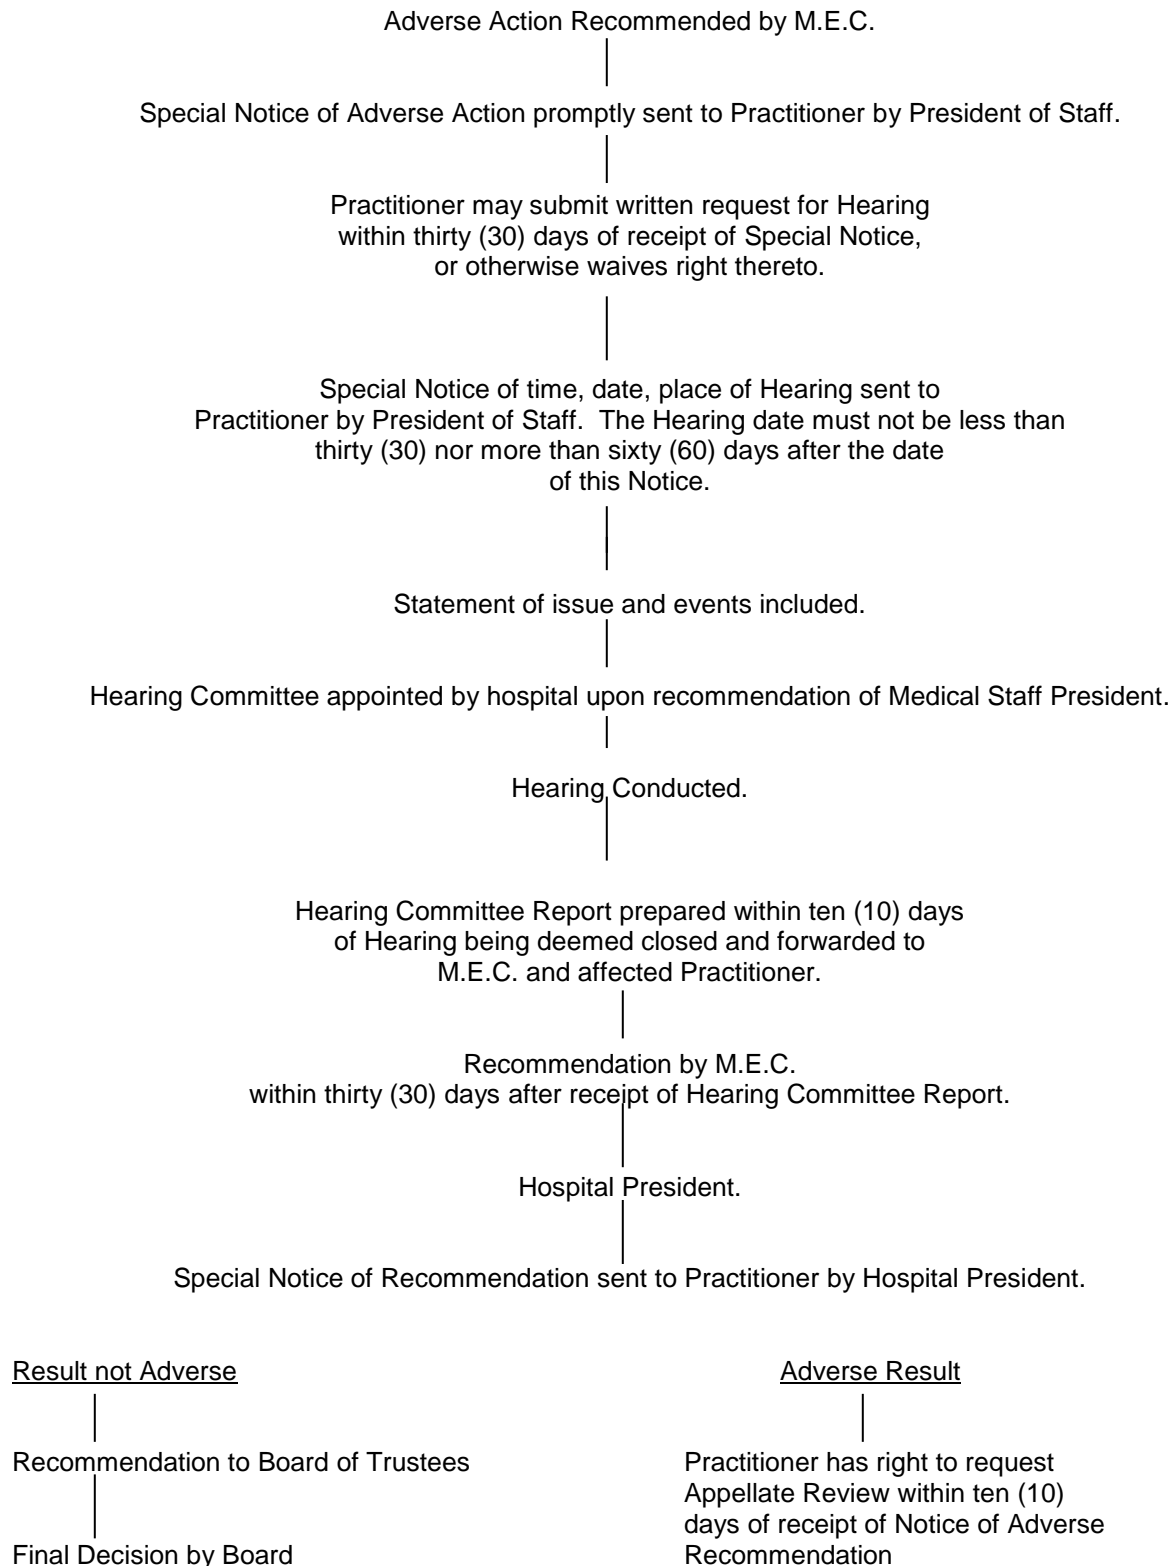 Adverse Action Recommended by M.E.C.
Special Notice of Adverse Action promptly sent to Practitioner by President of Staff.
Practitioner may submit written request for Hearing
within thirty (30) days of receipt of Special Notice,
or otherwise waives right thereto.
Special Notice of time, date, place of Hearing sent to
Practitioner by President of Staff.  The Hearing date must not be less than
thirty (30) nor more than sixty (60) days after the date
of this Notice.
Statement of issue and events included.
Hearing Committee appointed by hospital upon recommendation of Medical Staff President.
Hearing Conducted.
Hearing Committee Report prepared within ten (10) days
of Hearing being deemed closed and forwarded to
M.E.C. and affected Practitioner.
Recommendation by M.E.C.
within thirty (30) days after receipt of Hearing Committee Report.
Hospital President.
Special Notice of Recommendation sent to Practitioner by Hospital President.
Result not Adverse
Recommendation to Board of Trustees
Final Decision by Board
Adverse Result
Practitioner has right to request
Appellate Review within ten (10)
days of receipt of Notice of Adverse
Recommendation